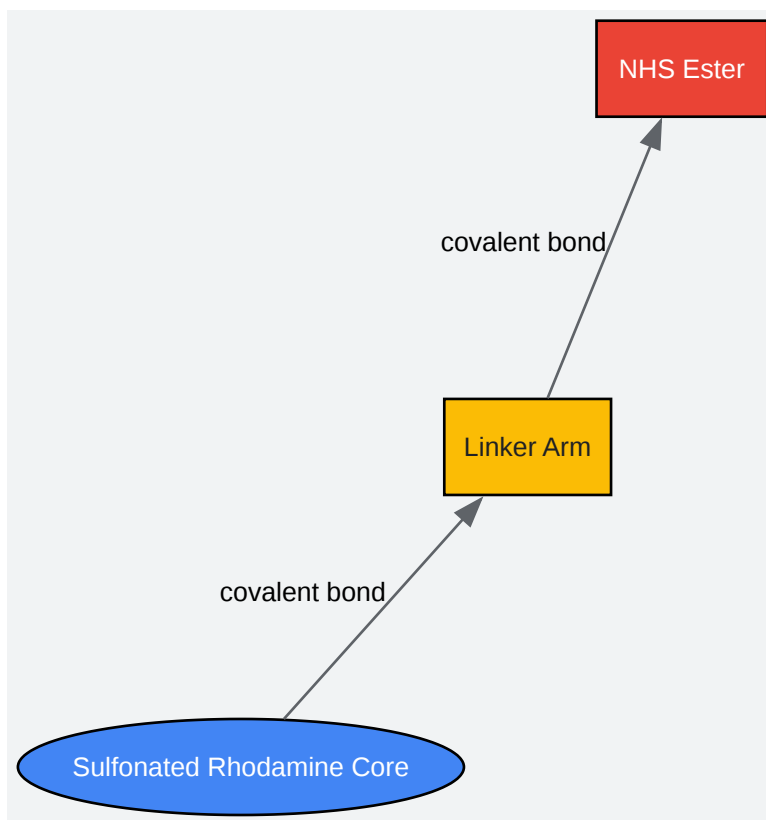 NHS Ester
covalent bond
Linker Arm
covalent bond
Sulfonated Rhodamine Core